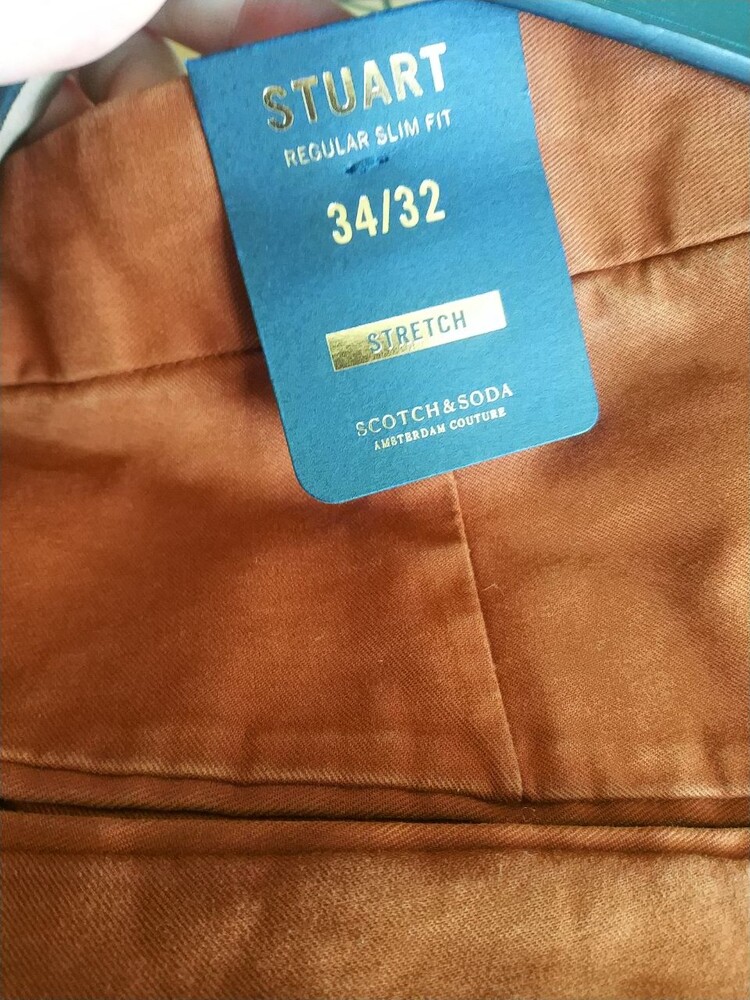 STUART
REGULAR SLIM FIT
34/32
STRETCH
SCOTCH&SODA
AMSTERDAM COUTURE